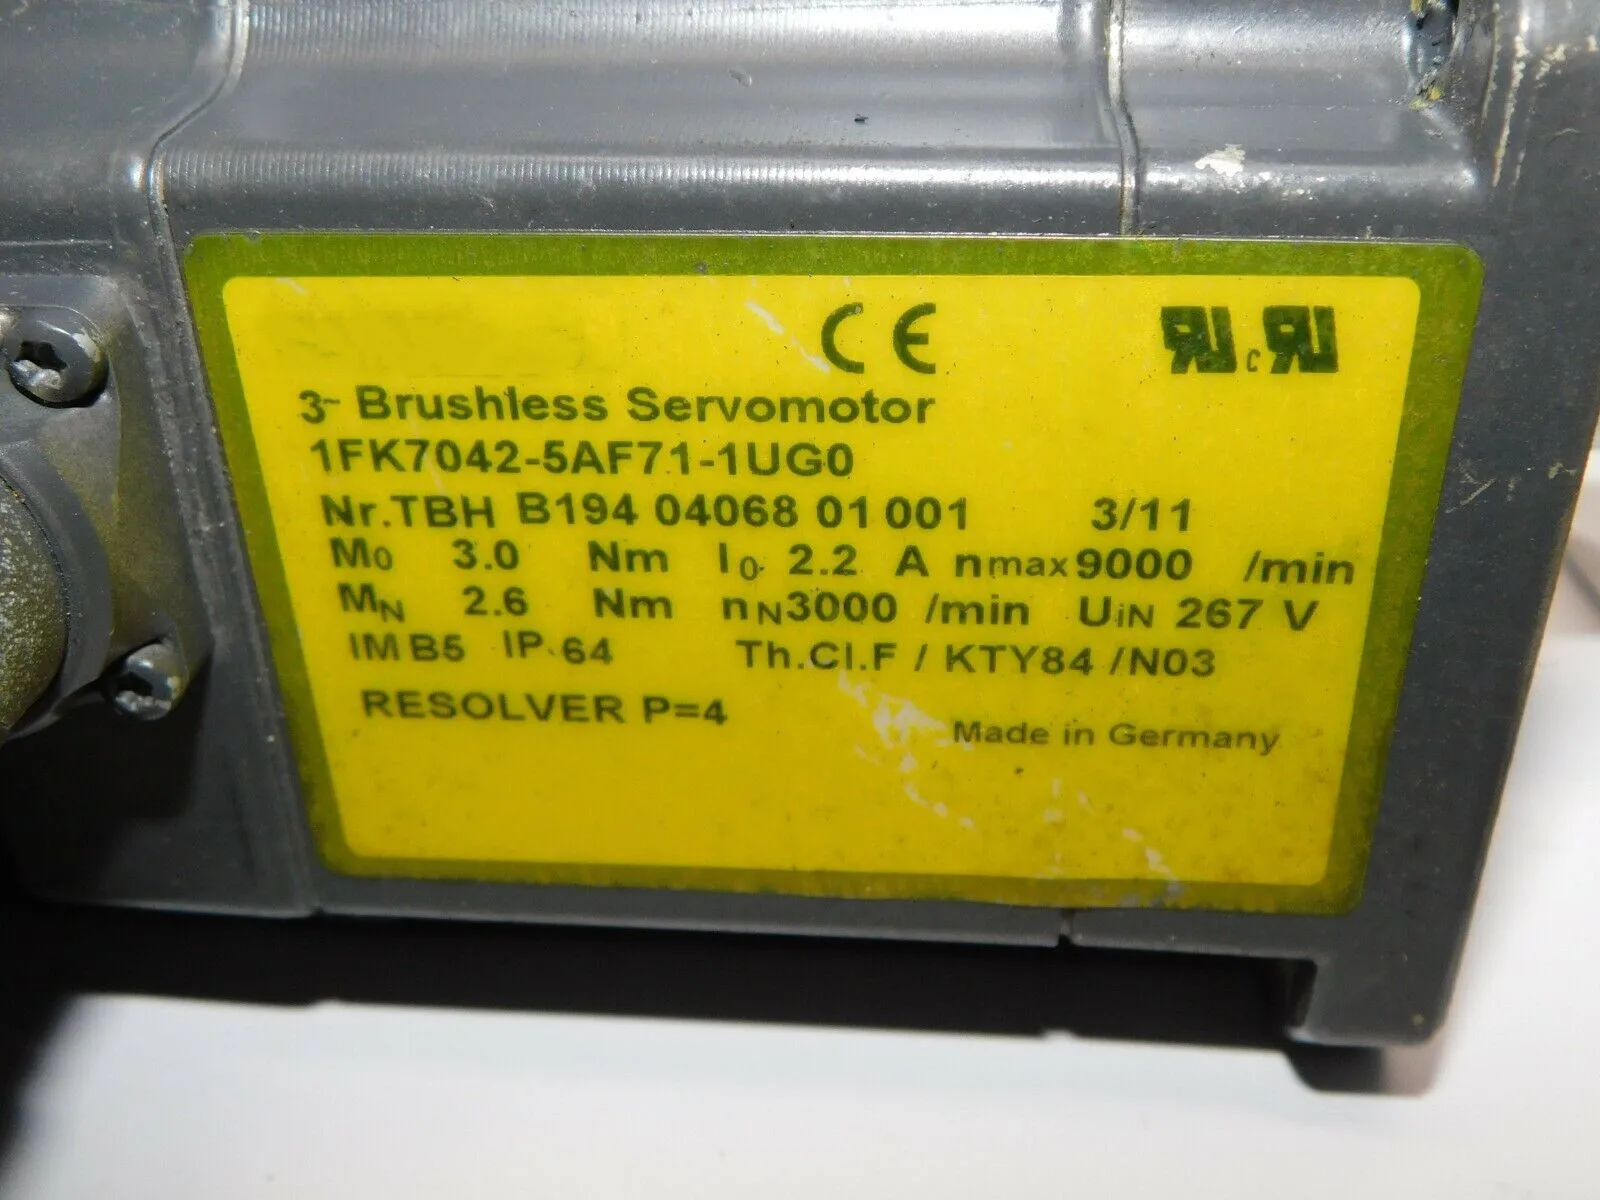 CE RU c RU
3~ Brushless Servomotor
1FK7042-5AF71-1UG0
Nr.TBH B194 04068 01 001 3/11
M0 3.0 Nm I0 2.2 A nmax 9000 /min
MN 2.6 Nm nN 3000 /min UiN 267 V
IM B5 IP 64 Th.Cl.F / KTY84 /N03
RESOLVER P=4
Made in Germany